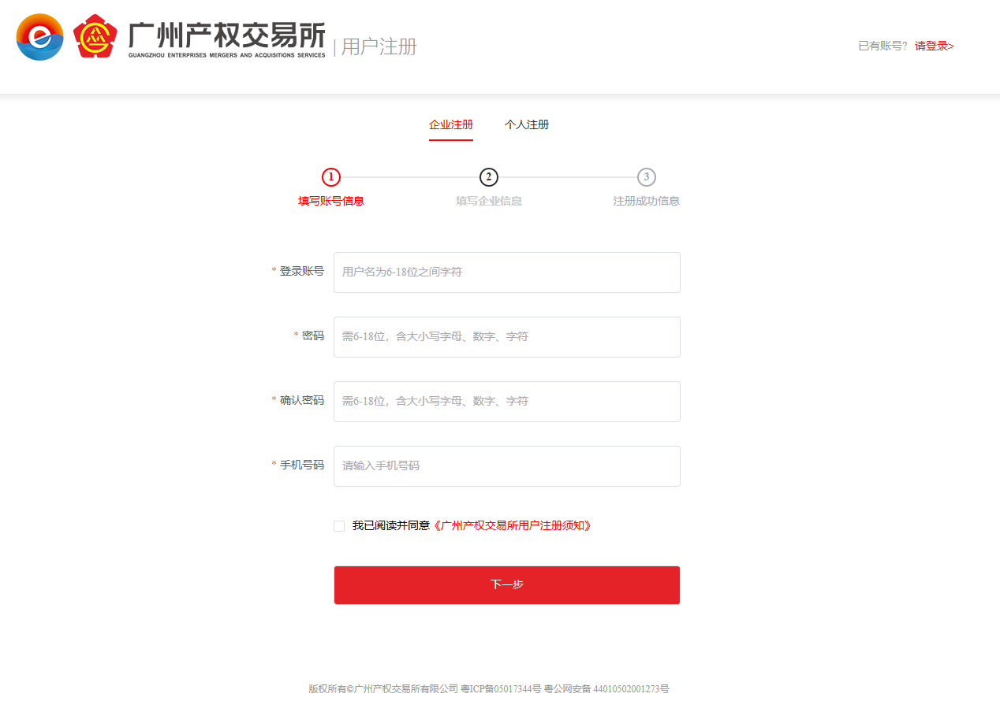 广州产权交易所
GUANGZHOU ENTERPRISES MERGERS AND ACQUISITIONS SERVICES
| 用户注册
已有账号? 请登录>
企业注册 个人注册
1 2 3
填写账号信息 填写企业信息 注册成功信息
* 登录账号 用户名为6-18位之间字符
* 密码 需6-18位，含大小写字母、数字、字符
* 确认密码 需6-18位，含大小写字母、数字、字符
* 手机号码 请输入手机号码
我已阅读并同意《广州产权交易所用户注册须知》
下一步
版权所有©广州产权交易所有限公司 粤ICP备05017344号 粤公网安备 44010502001273号